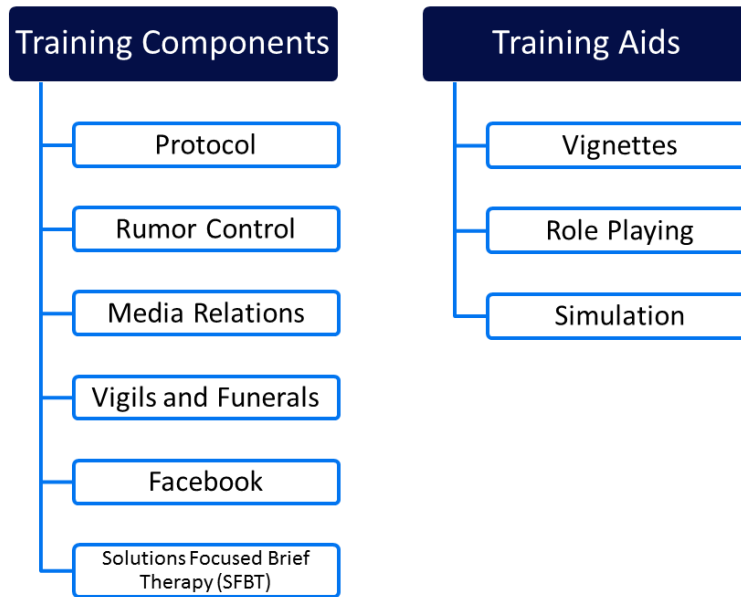 Training Components
Protocol
Rumor Control
Media Relations
Vigils and Funerals
Facebook
Solutions Focused Brief
Therapy (SFBT)
Training Aids
Vignettes
Role Playing
Simulation